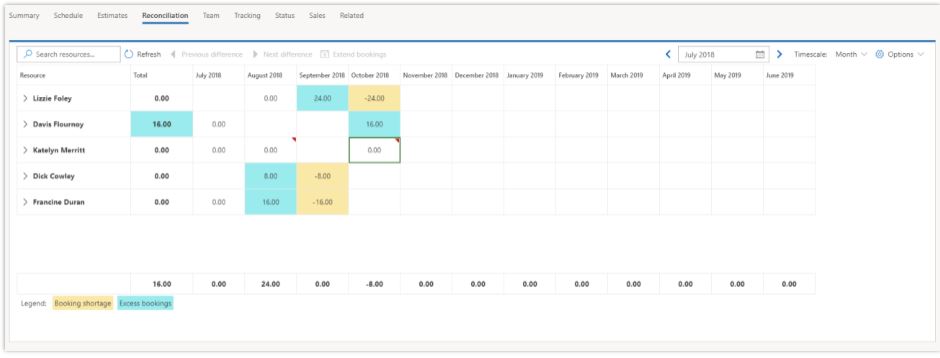 Summary Schedule Estimates Reconciliation Team Tracking Status Sales Related
Search resources... Refresh Previous difference Next difference Extend bookings July 2018 Timescale: Month Options
Resource Total July 2018 August 2018 September 2018 October 2018 November 2018 December 2018 January 2019 February 2019 March 2019 April 2019 May 2019 June 2019
Lizzie Foley 0.00 0.00 24.00 -24.00
Davis Flournoy 16.00 0.00 16.00
Katelyn Merritt 0.00 0.00 0.00 0.00
Dick Cowley 0.00 8.00 -8.00
Francine Duran 0.00 0.00 16.00 -16.00
16.00 0.00 24.00 0.00 -8.00 0.00 0.00 0.00 0.00 0.00 0.00 0.00 0.00
Legend: Booking shortage Excess bookings